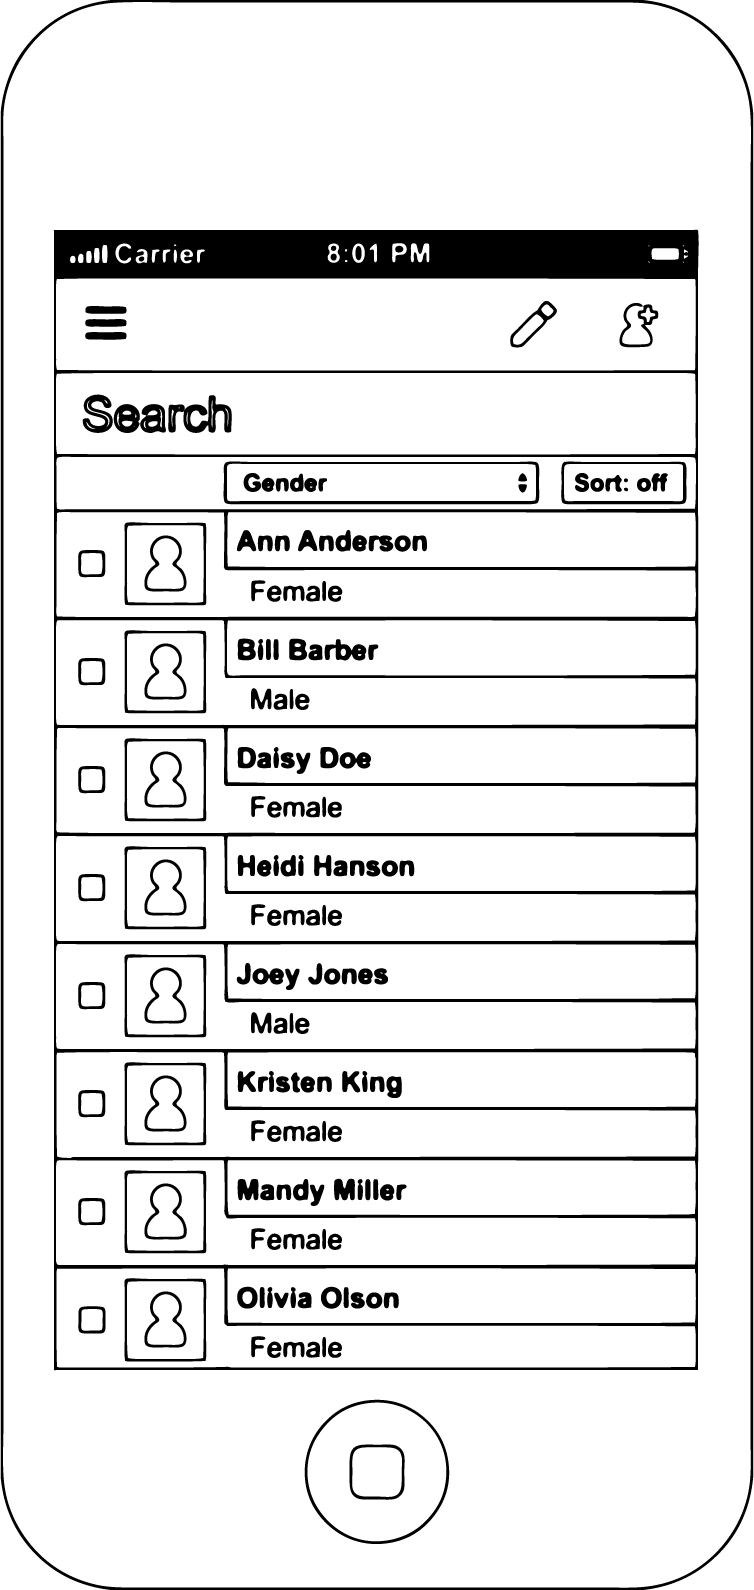 Carrier 8:01 PM
Search
Gender Sort: off
Ann Anderson
Female
Bill Barber
Male
Daisy Doe
Female
Heidi Hanson
Female
Joey Jones
Male
Kristen King
Female
Mandy Miller
Female
Olivia Olson
Female